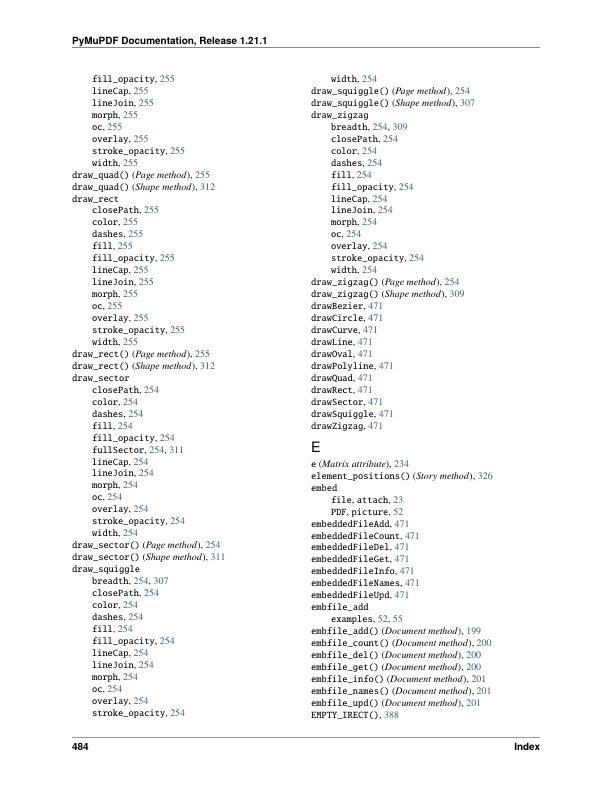 PyMuPDF Documentation, Release 1.21.1
fill_opacity, 255
lineCap, 255
lineJoin, 255
morph, 255
oc, 255
overlay, 255
stroke_opacity, 255
width, 255
draw_quad() (Page method), 255
draw_quad() (Shape method), 312
draw_rect
closePath, 255
color, 255
dashes, 255
fill, 255
fill_opacity, 255
lineCap, 255
lineJoin, 255
morph, 255
oc, 255
overlay, 255
stroke_opacity, 255
width, 255
draw_rect() (Page method), 255
draw_rect() (Shape method), 312
draw_sector
closePath, 254
color, 254
dashes, 254
fill, 254
fill_opacity, 254
fullSector, 254, 311
lineCap, 254
lineJoin, 254
morph, 254
oc, 254
overlay, 254
stroke_opacity, 254
width, 254
draw_sector() (Page method), 254
draw_sector() (Shape method), 311
draw_squiggle
breadth, 254, 307
closePath, 254
color, 254
dashes, 254
fill, 254
fill_opacity, 254
lineCap, 254
lineJoin, 254
morph, 254
oc, 254
overlay, 254
stroke_opacity, 254
width, 254
draw_squiggle() (Page method), 254
draw_squiggle() (Shape method), 307
draw_zigzag
breadth, 254, 309
closePath, 254
color, 254
dashes, 254
fill, 254
fill_opacity, 254
lineCap, 254
lineJoin, 254
morph, 254
oc, 254
overlay, 254
stroke_opacity, 254
width, 254
draw_zigzag() (Page method), 254
draw_zigzag() (Shape method), 309
drawBezier, 471
drawCircle, 471
drawCurve, 471
drawLine, 471
drawOval, 471
drawPolyline, 471
drawQuad, 471
drawRect, 471
drawSector, 471
drawSquiggle, 471
drawZigzag, 471
E
e (Matrix attribute), 234
element_positions() (Story method), 326
embed
file, attach, 23
PDF, picture, 52
embeddedFileAdd, 471
embeddedFileCount, 471
embeddedFileDel, 471
embeddedFileGet, 471
embeddedFileInfo, 471
embeddedFileNames, 471
embeddedFileUpd, 471
embfile_add
examples, 52, 55
embfile_add() (Document method), 199
embfile_count() (Document method), 200
embfile_del() (Document method), 200
embfile_get() (Document method), 200
embfile_info() (Document method), 201
embfile_names() (Document method), 201
embfile_upd() (Document method), 201
EMPTY_IRECT(), 388
484
Index